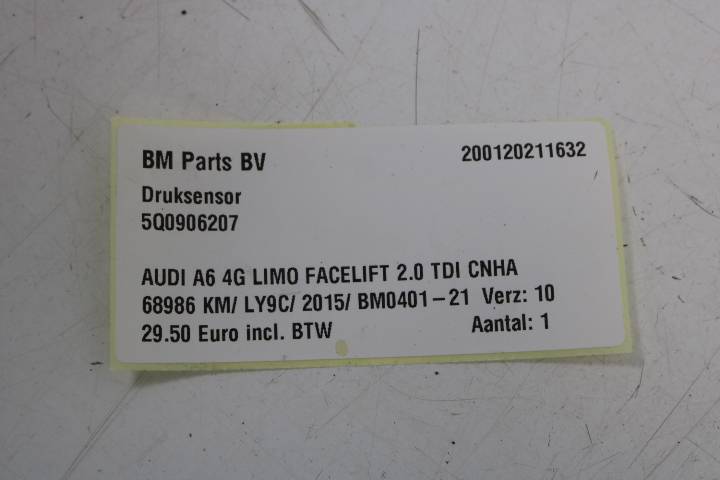 BM Parts BV 200120211632
Druksensor
5Q0906207
AUDI A6 4G LIMO FACELIFT 2.0 TDI CNHA
68986 KM/ LY9C/ 2015/ BM0401-21 Verz: 10
29.50 Euro incl. BTW Aantal: 1